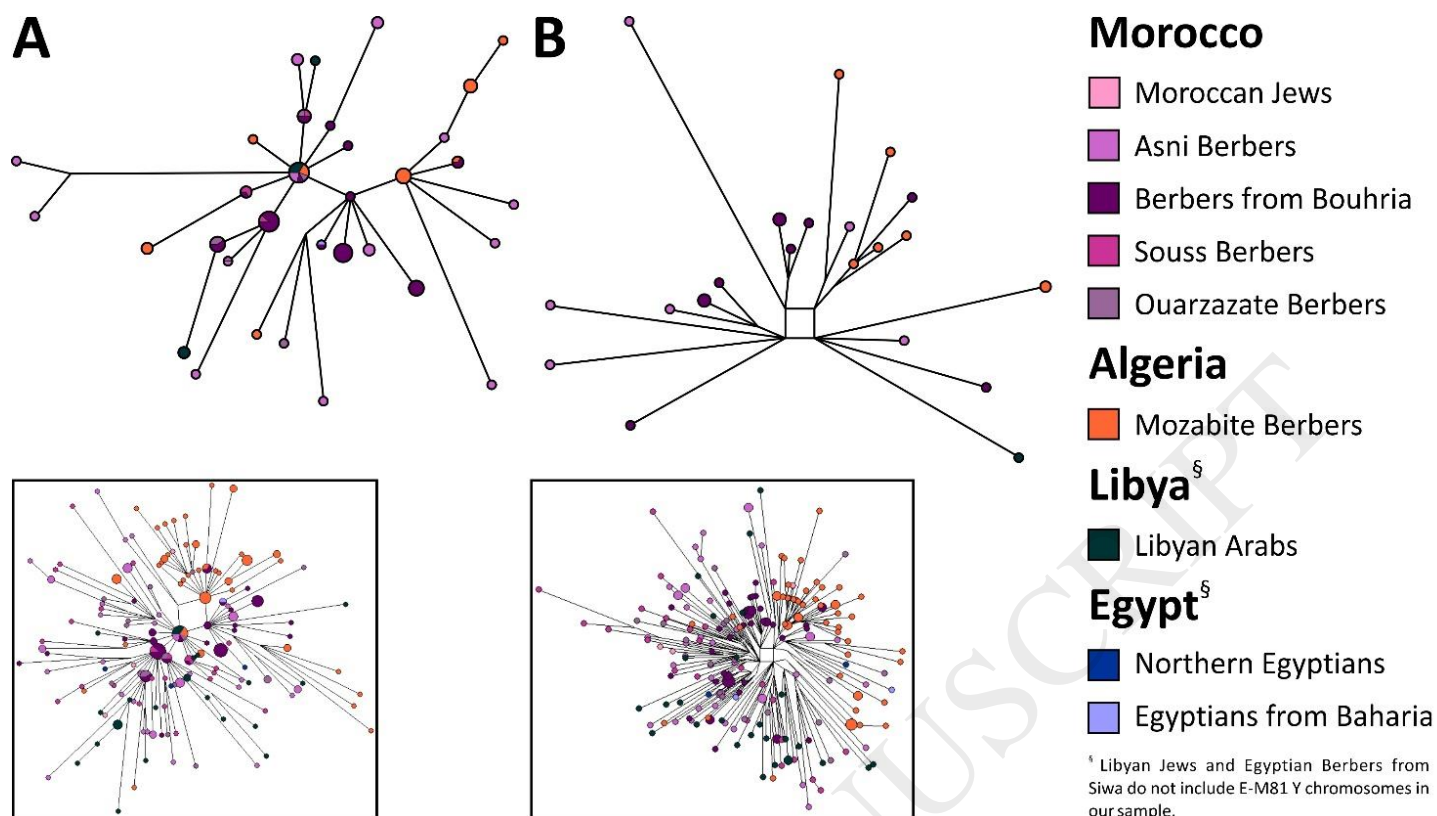 A
B
Morocco
Moroccan Jews
Asni Berbers
Berbers from Bouhria
Souss Berbers
Ouarzazate Berbers
Algeria
Mozabite Berbers
Libya§
Libyan Arabs
Egypt§
Northern Egyptians
Egyptians from Baharia
§ Libyan Jews and Egyptian Berbers from
Siwa do not include E-M81 Y chromosomes in
our sample.
NUSCRIPT